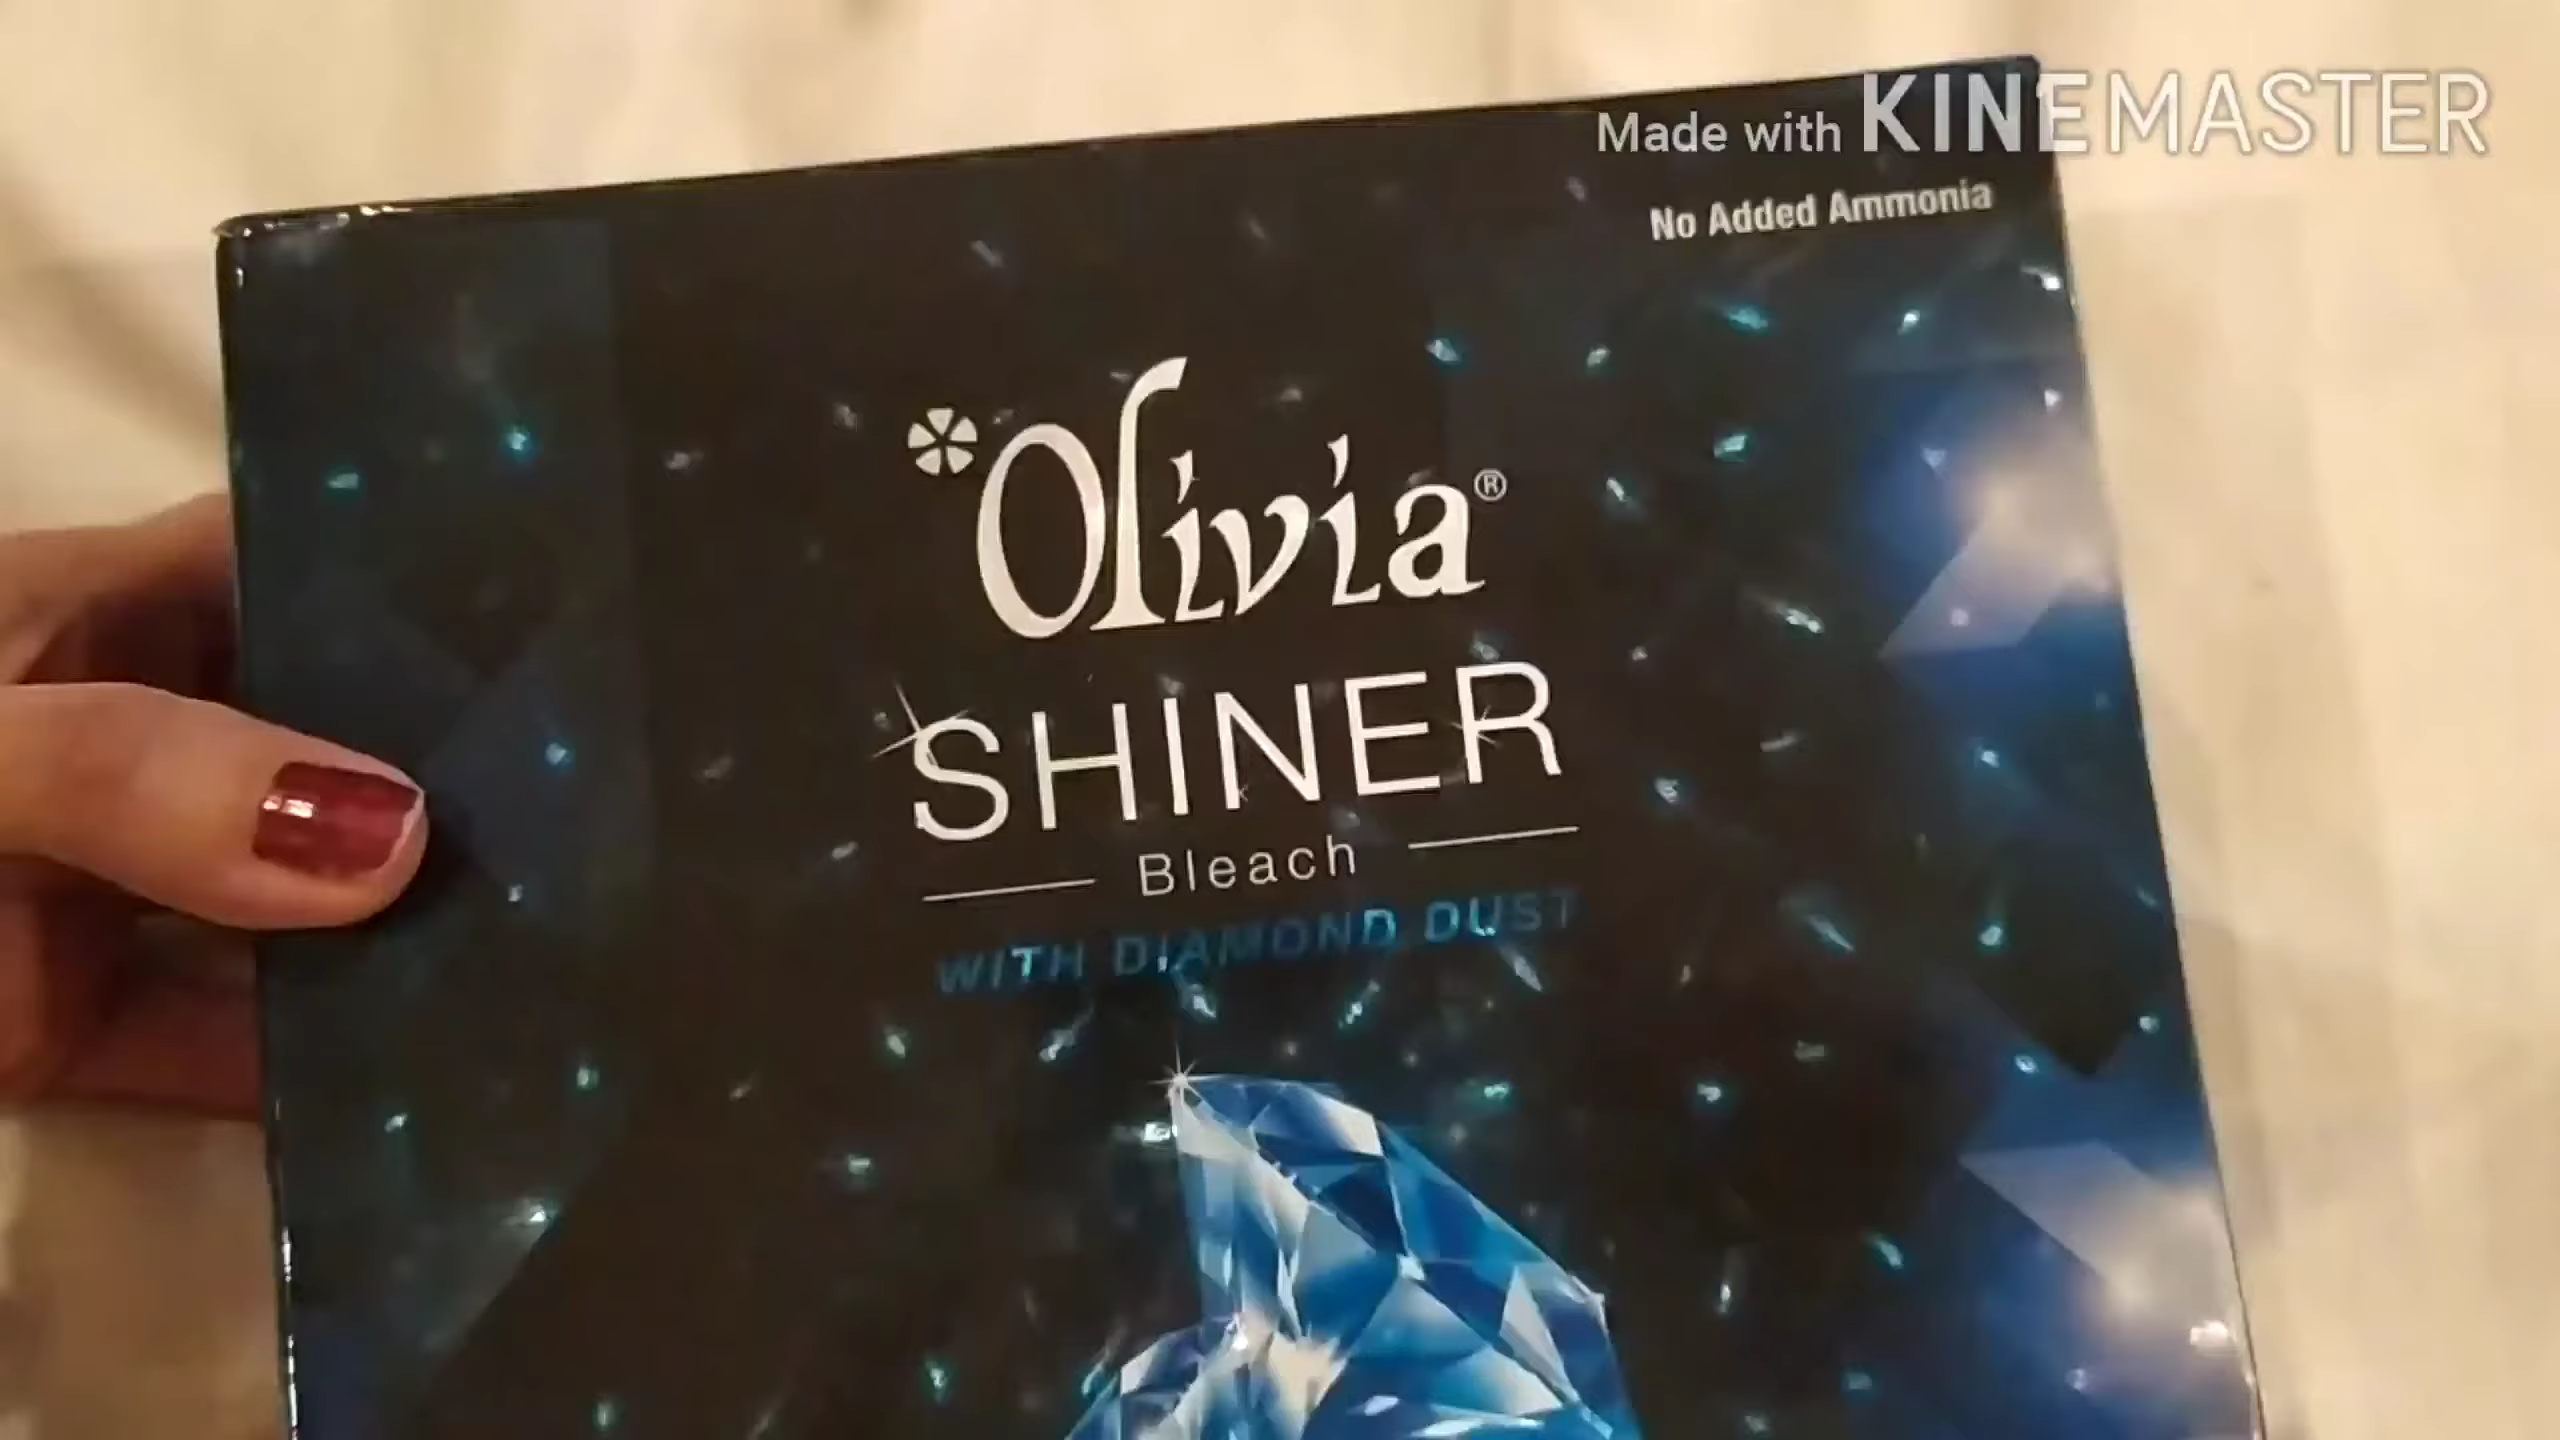 Made with KINEMASTER
No Added Ammonia
Olivia®
SHINER
Bleach
WITH DIAMOND DUST